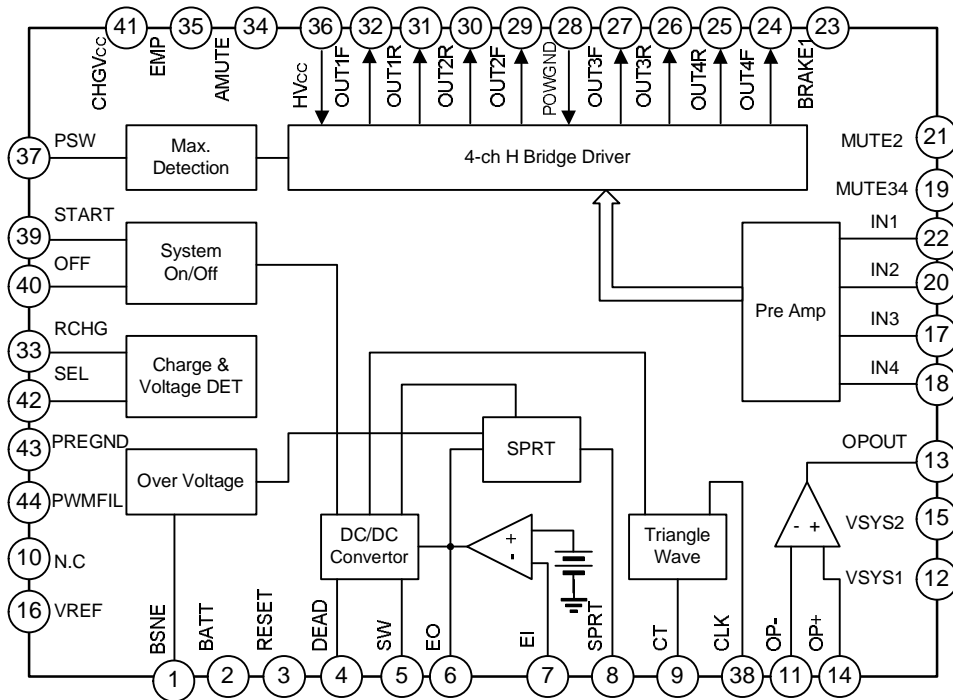 41 35 34 36 32 31 30 29 28 27 26 25 24 23
CHGVCC
EMP
AMUTE
HVCC
OUT1F
OUT1R
OUT2R
OUT2F
POWGND
OUT3F
OUT3R
OUT4R
OUT4F
BRAKE1
37 PSW
Max.
Detection
4-ch H Bridge Driver
MUTE2 21
MUTE34 19
39 START
40 OFF
System
On/Off
IN1 22
IN2 20
IN3 17
IN4 18
Pre Amp
33 RCHG
42 SEL
Charge &
Voltage DET
43 PREGND
44 PWMFIL
10 N.C
16 VREF
Over Voltage
SPRT
DC/DC
Convertor
+
-
Triangle
Wave
- +
OPOUT 13
VSYS2 15
VSYS1 12
BSNE
BATT
RESET
DEAD
SW
EO
EI
SPRT
CT
CLK
OP-
OP+
1 2 3 4 5 6 7 8 9 38 11 14